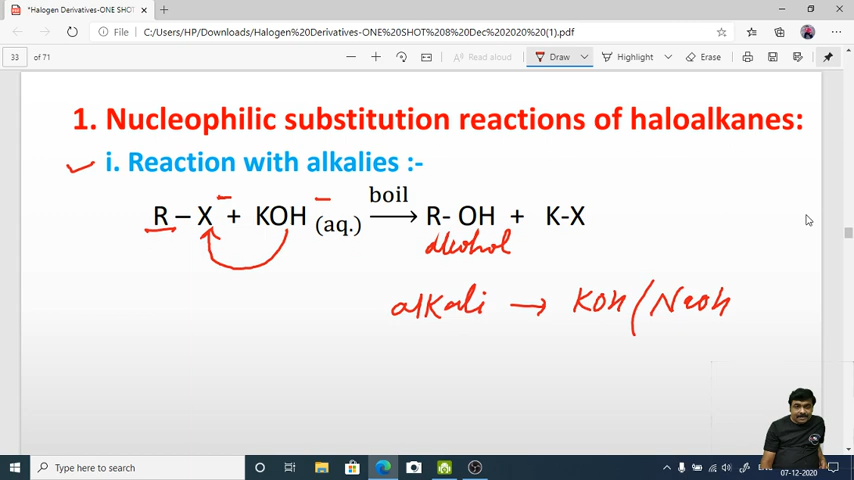 *Halogen Derivatives-ONE SHOT
File C:/Users/HP/Downloads/Halogen%20Derivatives-ONE%20SHOT%208%20Dec%202020%20(1).pdf
33 of 71 Read aloud Draw Highlight Erase
1. Nucleophilic substitution reactions of haloalkanes:
i. Reaction with alkalies :-
boil
R – X + KOH (aq.) ⟶ R- OH + K-X
alcohol
alkali → KOH/NaOH
Type here to search
07-12-2020